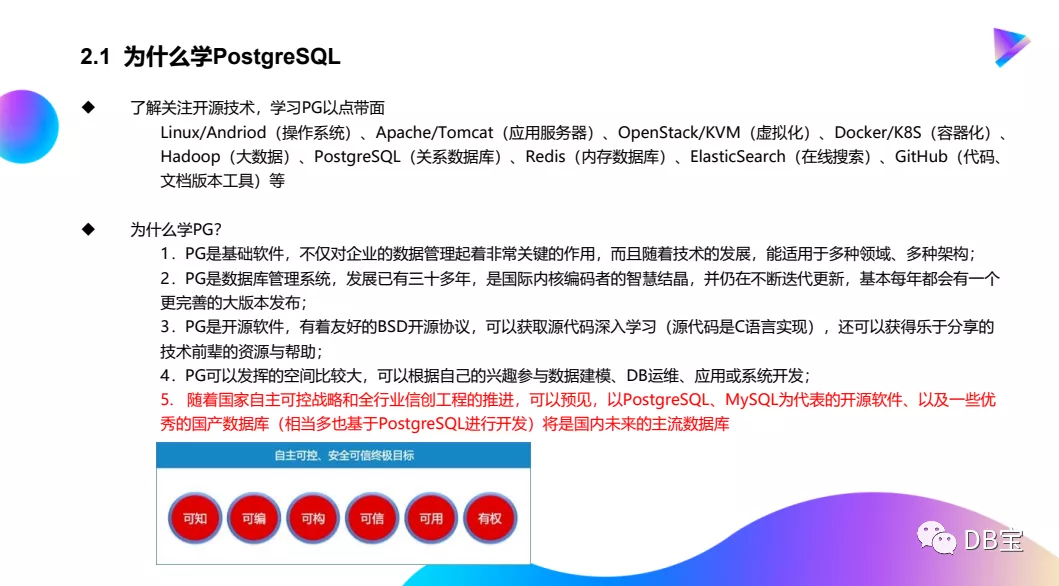 2.1 为什么学PostgreSQL
◆ 了解关注开源技术，学习PG以点带面
Linux/Andriod（操作系统）、Apache/Tomcat（应用服务器）、OpenStack/KVM（虚拟化）、Docker/K8S（容器化）、
Hadoop（大数据）、PostgreSQL（关系数据库）、Redis（内存数据库）、ElasticSearch（在线搜索）、GitHub（代码、
文档版本工具）等
◆ 为什么学PG？
1．PG是基础软件，不仅对企业的数据管理起着非常关键的作用，而且随着技术的发展，能适用于多种领域、多种架构；
2．PG是数据库管理系统，发展已有三十多年，是国际内核编码者的智慧结晶，并仍在不断迭代更新，基本每年都会有一个
更完善的大版本发布；
3．PG是开源软件，有着友好的BSD开源协议，可以获取源代码深入学习（源代码是C语言实现），还可以获得乐于分享的
技术前辈的资源与帮助；
4．PG可以发挥的空间比较大，可以根据自己的兴趣参与数据建模、DB运维、应用或系统开发；
5. 随着国家自主可控战略和全行业信创工程的推进，可以预见，以PostgreSQL、MySQL为代表的开源软件、以及一些优
秀的国产数据库（相当多也基于PostgreSQL进行开发）将是国内未来的主流数据库
自主可控、安全可信终极目标
可知 可编 可构 可信 可用 有权
DB宝